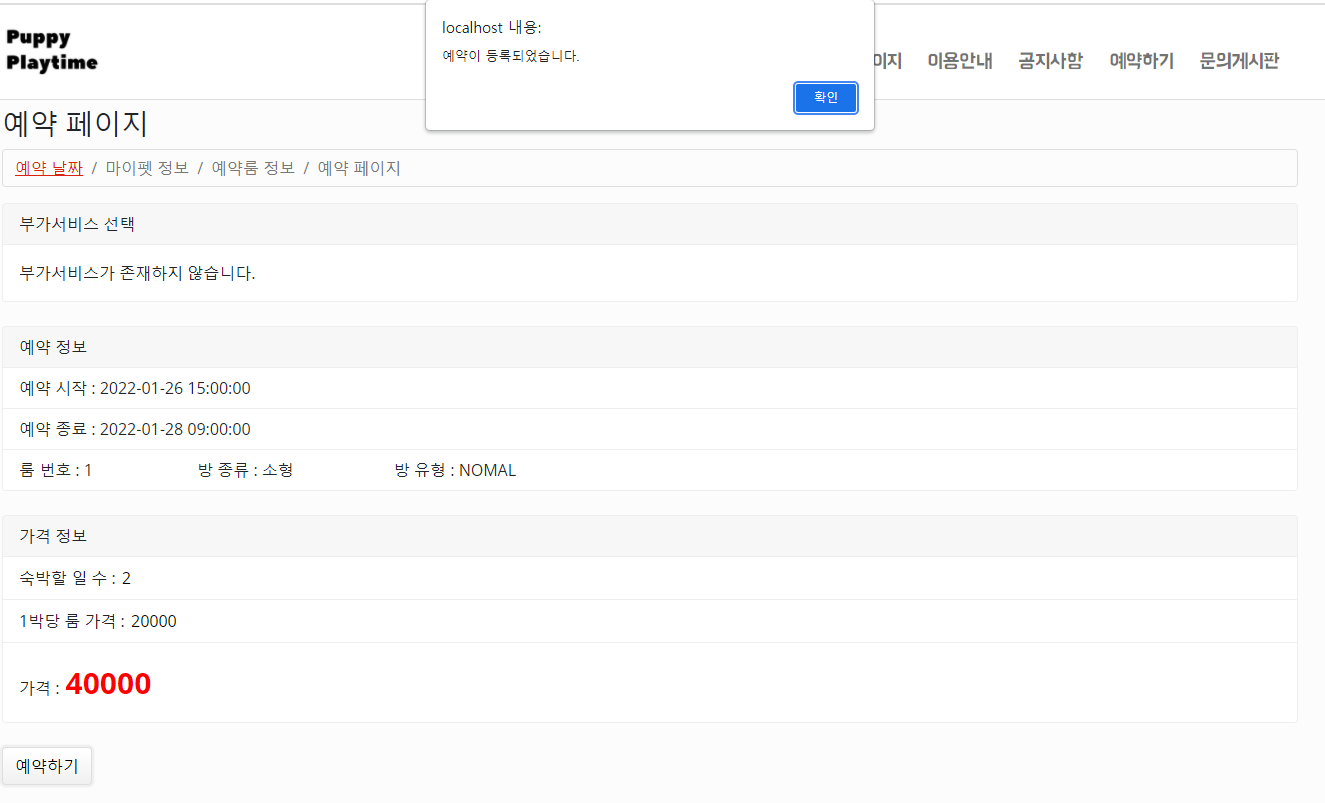 localhost 내용:
예약이 등록되었습니다.
확인
Puppy
Playtime
이지 이용안내 공지사항 예약하기 문의게시판
예약 페이지
예약 날짜 / 마이펫 정보 / 예약룸 정보 / 예약 페이지
부가서비스 선택
부가서비스가 존재하지 않습니다.
예약 정보
예약 시작 : 2022-01-26 15:00:00
예약 종료 : 2022-01-28 09:00:00
룸 번호 : 1 방 종류 : 소형 방 유형 : NOMAL
가격 정보
숙박할 일 수 : 2
1박당 룸 가격 : 20000
가격 : 40000
예약하기